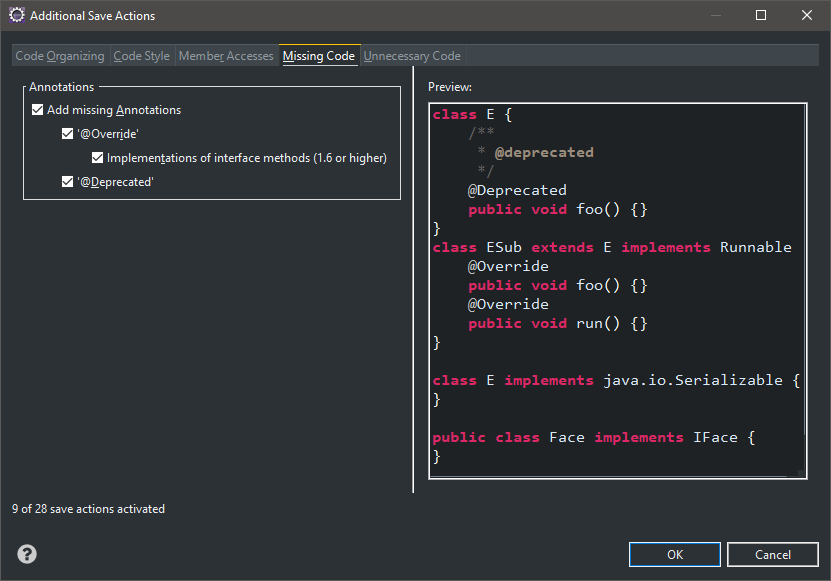 Additional Save Actions
Code Organizing Code Style Member Accesses Missing Code Unnecessary Code
Annotations
Add missing Annotations
'@Override'
Implementations of interface methods (1.6 or higher)
'@Deprecated'
Preview:
class E {
    /**
     * @deprecated
     */
    @Deprecated
    public void foo() {}
}
class ESub extends E implements Runnable
    @Override
    public void foo() {}
    @Override
    public void run() {}
}

class E implements java.io.Serializable {
}

public class Face implements IFace {
}
9 of 28 save actions activated
?
OK Cancel